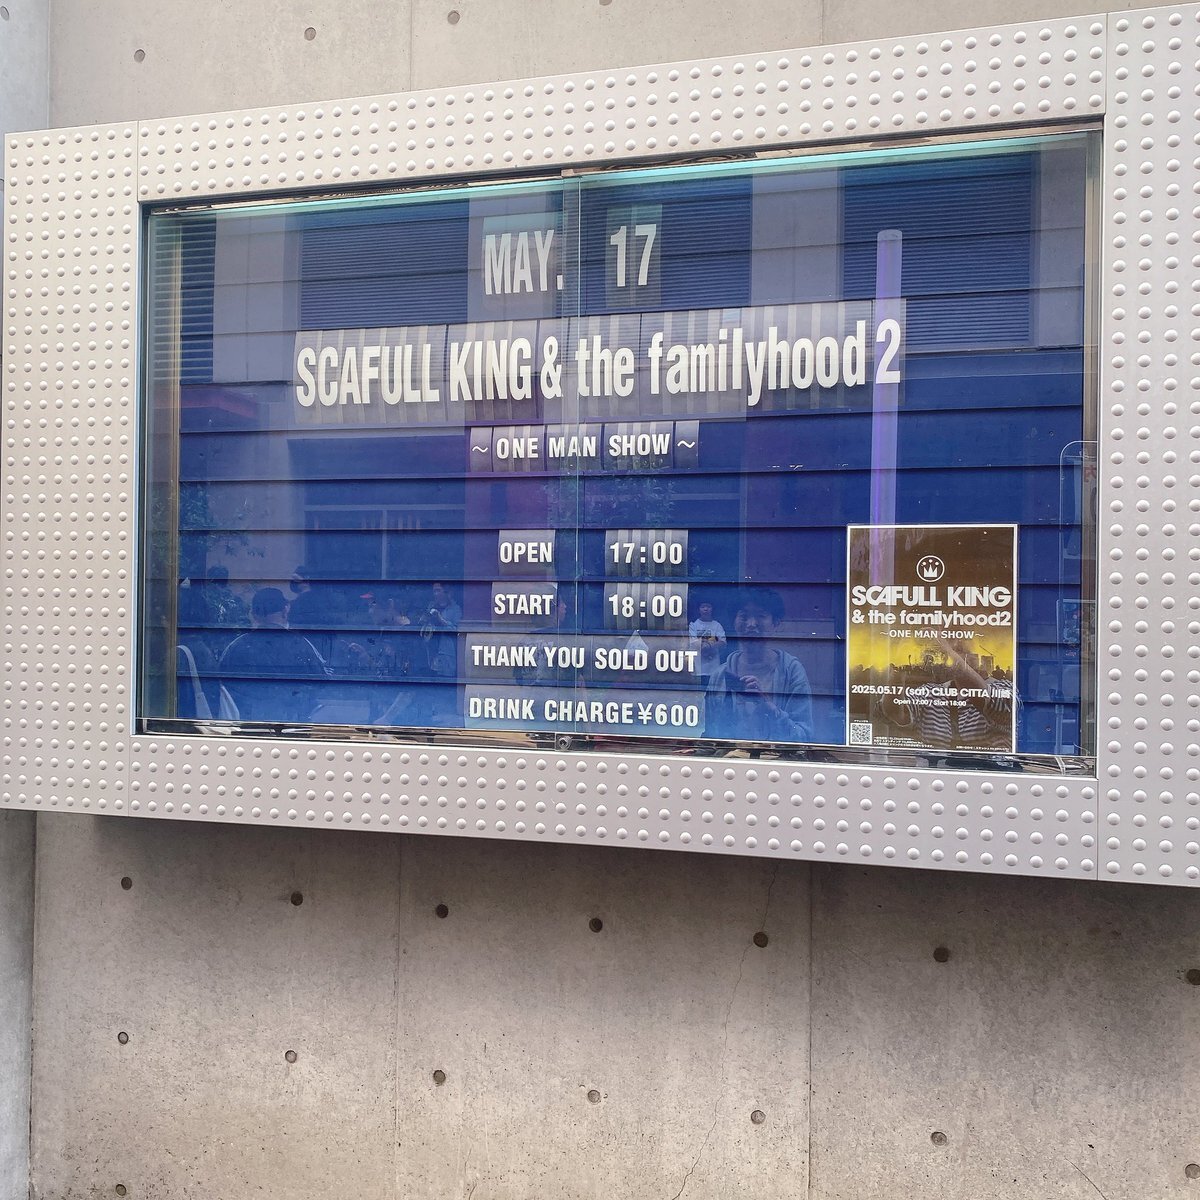 MAY. 17
SCAFULL KING & the familyhood 2
~ ONE MAN SHOW ~
OPEN 17:00
START 18:00
THANK YOU SOLD OUT
DRINK CHARGE ¥600
SCAFULL KING
& the familyhood2
~ONE MAN SHOW~
2025.05.17 (sat) CLUB CITTA 川崎
Open 17:00 / Start 18:00